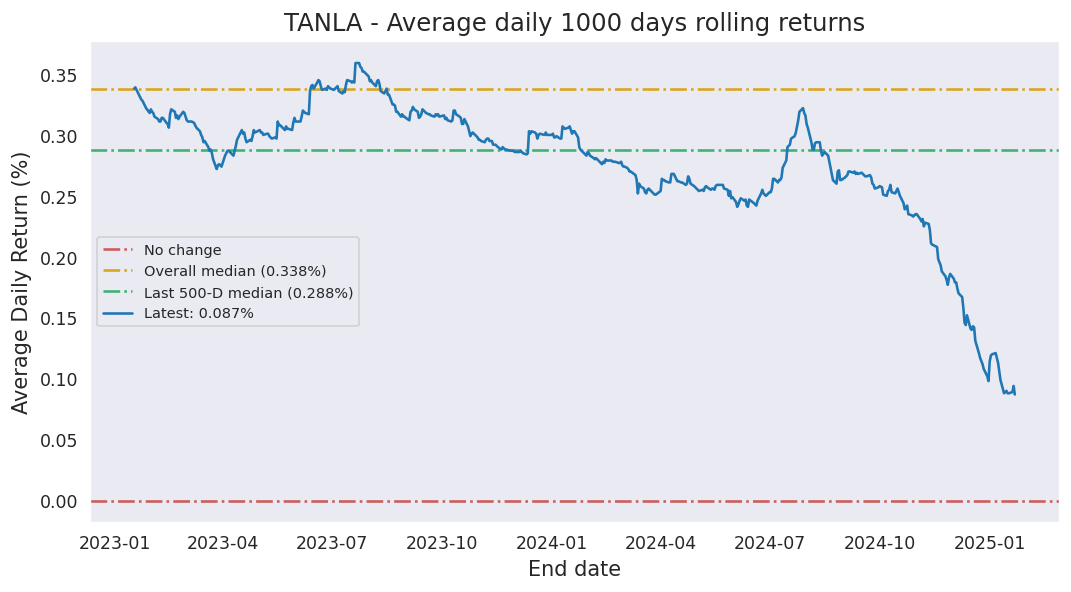 TANLA - Average daily 1000 days rolling returns
Average Daily Return (%)
0.35
0.30
0.25
0.20
0.15
0.10
0.05
0.00
No change
Overall median (0.338%)
Last 500-D median (0.288%)
Latest: 0.087%
2023-01 2023-04 2023-07 2023-10 2024-01 2024-04 2024-07 2024-10 2025-01
End date